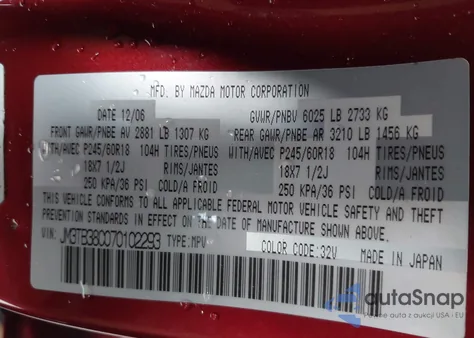 MFD. BY MAZDA MOTOR CORPORATION
DATE 12/06 GVWR/PNBV 6025 LB 2733 KG
FRONT GAWR/PNBE AV 2881 LB 1307 KG REAR GAWR/PNBE AR 3210 LB 1456 KG
WITH/AVEC P245/60R18 104H TIRES/PNEUS WITH/AVEC P245/60R18 104H TIRES/PNEUS
18X7 1/2J RIMS/JANTES 18X7 1/2J RIMS/JANTES
250 KPA/36 PSI COLD/A FROID 250 KPA/36 PSI COLD/A FROID
THIS VEHICLE CONFORMS TO ALL APPLICABLE FEDERAL MOTOR VEHICLE SAFETY AND THEFT
PREVENTION STANDARDS IN EFFECT ON THE DATE OF MANUFACTURE SHOWN ABOVE.
VIN: JM3TB38C070102293 TYPE:MPV COLOR CODE:32V MADE IN JAPAN
autoSnap
Pewne auta z aukcji USA i EU